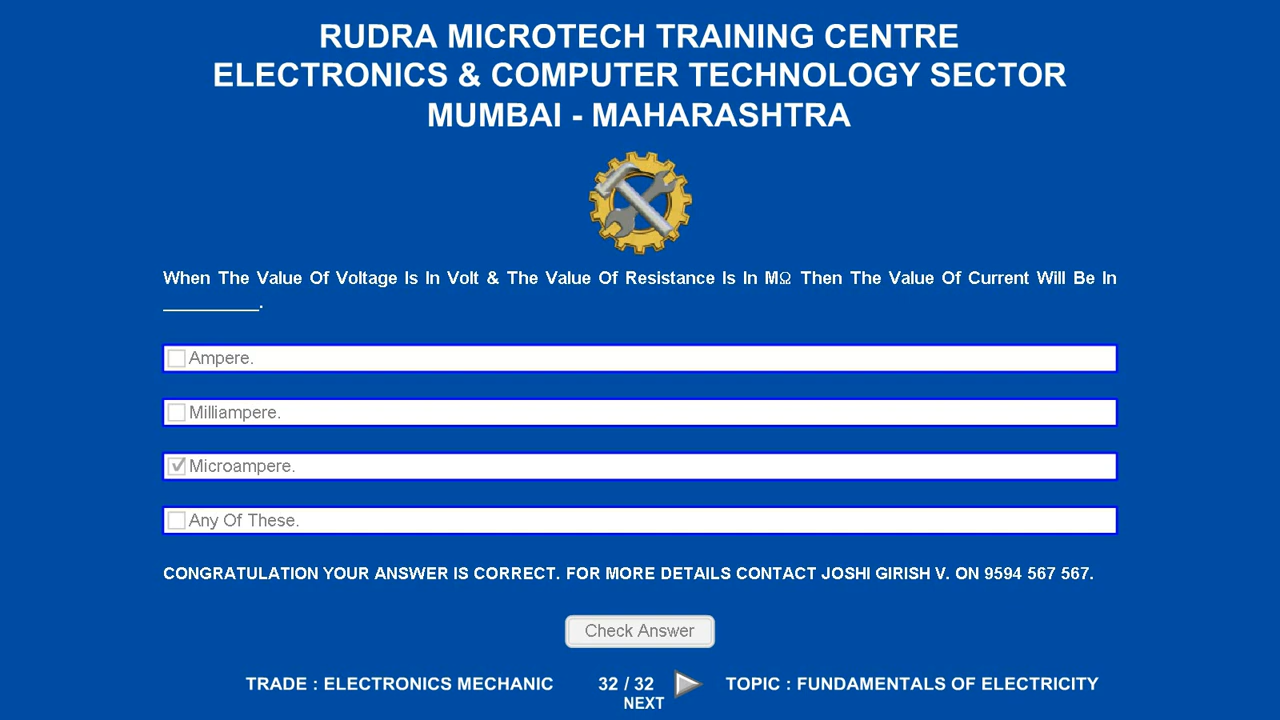 RUDRA MICROTECH TRAINING CENTRE
ELECTRONICS & COMPUTER TECHNOLOGY SECTOR
MUMBAI - MAHARASHTRA
When The Value Of Voltage Is In Volt & The Value Of Resistance Is In MΩ Then The Value Of Current Will Be In
__________.
Ampere.
Milliampere.
Microampere.
Any Of These.
CONGRATULATION YOUR ANSWER IS CORRECT. FOR MORE DETAILS CONTACT JOSHI GIRISH V. ON 9594 567 567.
Check Answer
TRADE : ELECTRONICS MECHANIC 32 / 32 TOPIC : FUNDAMENTALS OF ELECTRICITY
NEXT